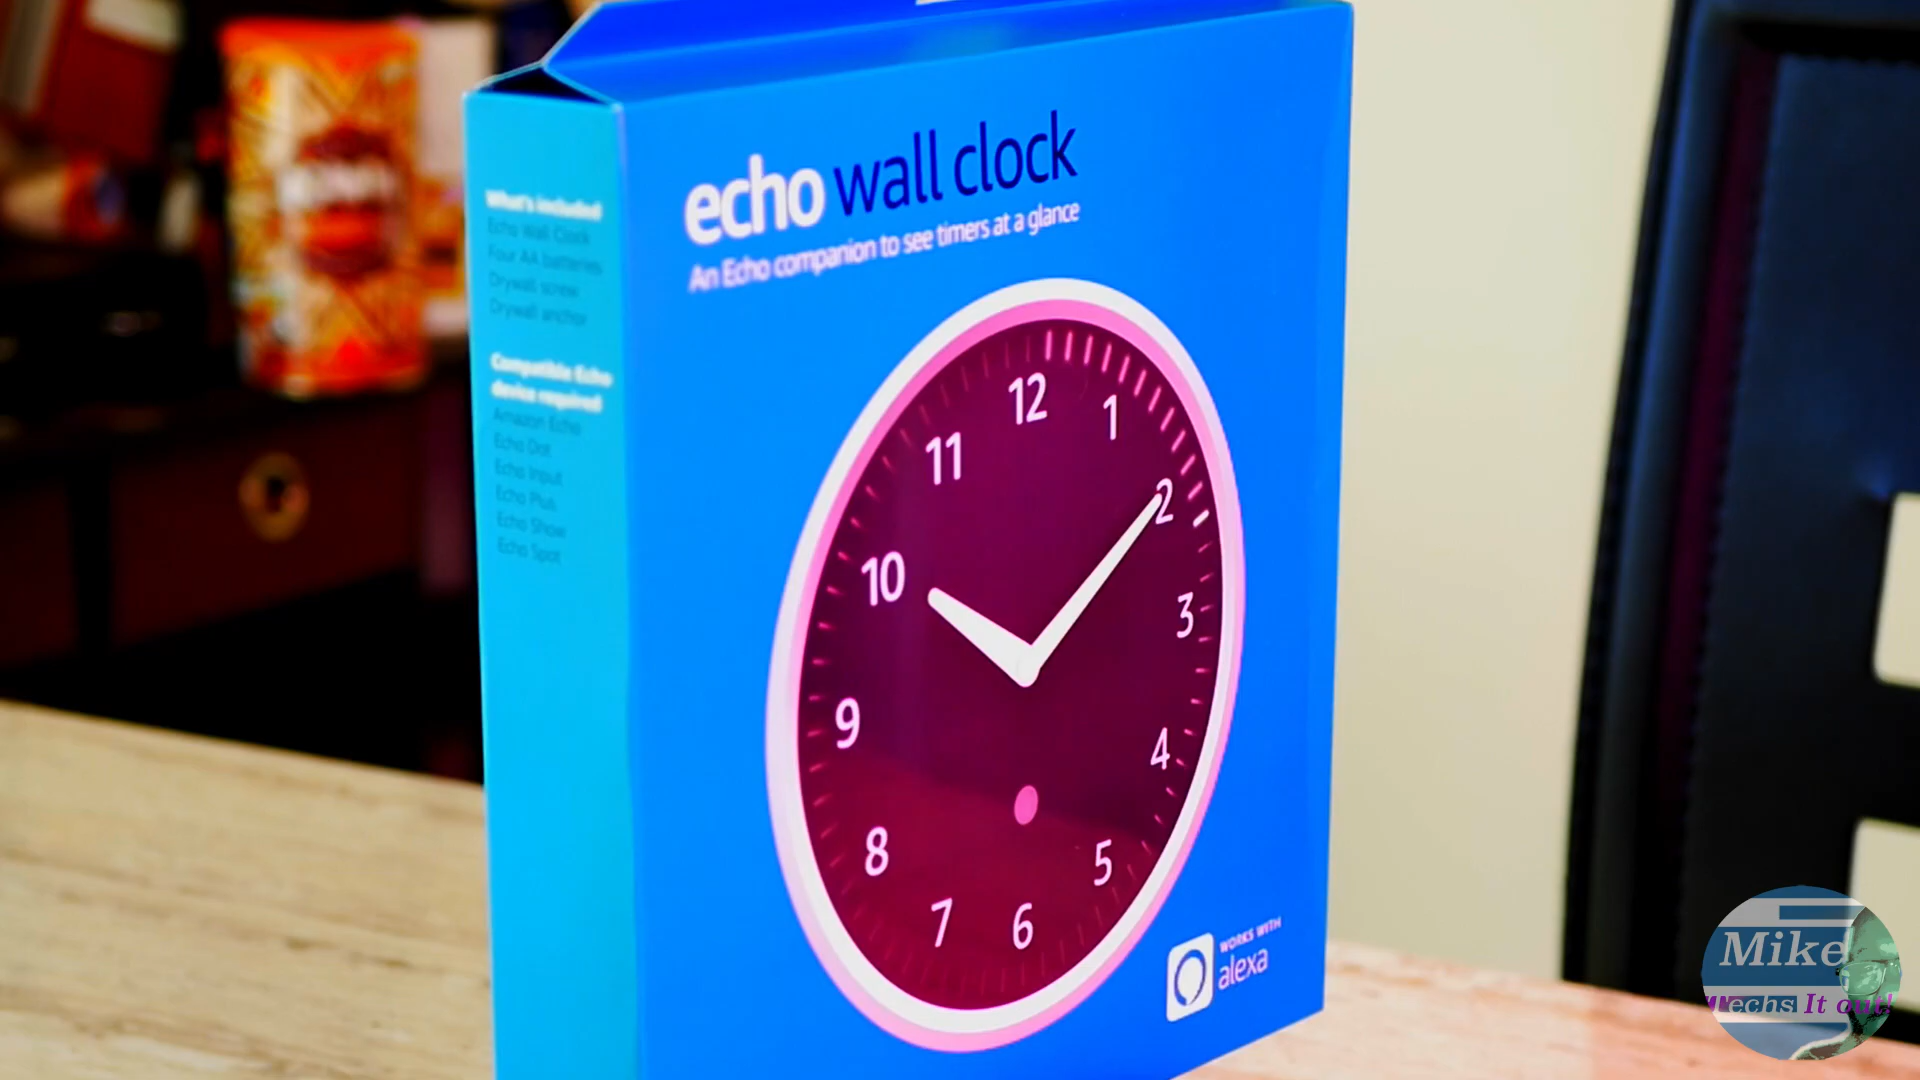 echo wall clock
An Echo companion to see timers at a glance
What's included
Echo Wall Clock
Four AA batteries
Drywall screw
Drywall anchor
Compatible Echo
device required
Amazon Echo
Echo Dot
Echo Input
Echo Plus
Echo Show
Echo Spot
12
1
2
3
4
5
6
7
8
9
10
11
WORKS WITH
alexa
Mike
Techs It out!